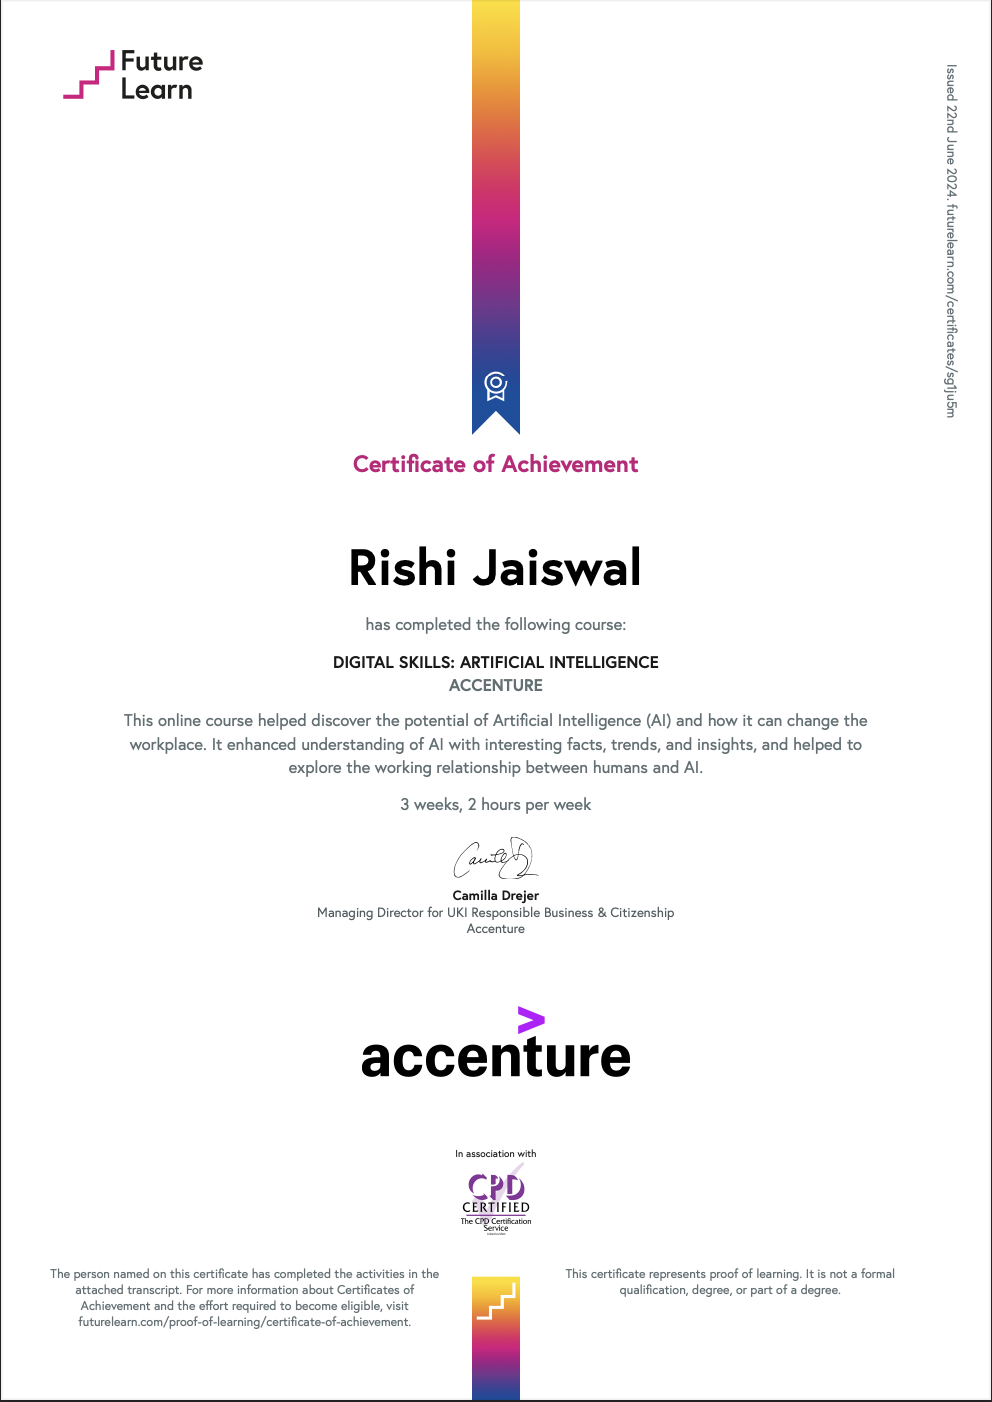 Future
Learn
Issued 22nd June 2024. futurelearn.com/certificates/sg1ju5m
Certificate of Achievement
Rishi Jaiswal
has completed the following course:
DIGITAL SKILLS: ARTIFICIAL INTELLIGENCE
ACCENTURE
This online course helped discover the potential of Artificial Intelligence (AI) and how it can change the
workplace. It enhanced understanding of AI with interesting facts, trends, and insights, and helped to
explore the working relationship between humans and AI.
3 weeks, 2 hours per week
Camilla Drejer
Managing Director for UKI Responsible Business & Citizenship
Accenture
accenture
In association with
CPD
CERTIFIED
The CPD Certification
Service
The person named on this certificate has completed the activities in the
attached transcript. For more information about Certificates of
Achievement and the effort required to become eligible, visit
futurelearn.com/proof-of-learning/certificate-of-achievement.
This certificate represents proof of learning. It is not a formal
qualification, degree, or part of a degree.